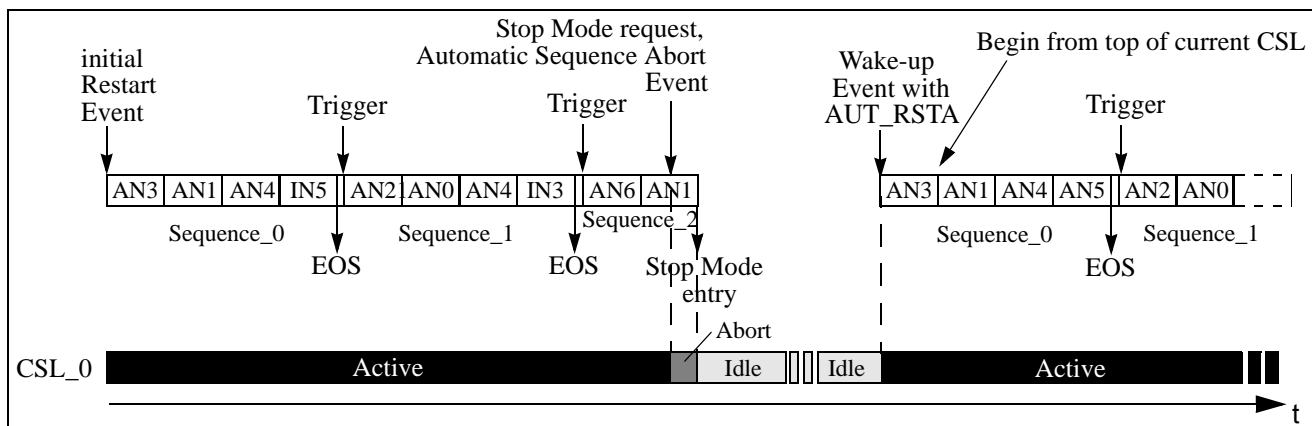 Stop Mode request,
Automatic Sequence Abort
Event
initial
Restart
Event
Trigger
Trigger
Wake-up
Event with
AUT_RSTA
Begin from top of current CSL
Trigger
AN3 AN1 AN4 IN5 AN21 AN0 AN4 IN3 AN6 AN1
AN3 AN1 AN4 AN5 AN2 AN0
Sequence_0
Sequence_1
Sequence_2
Sequence_0
Sequence_1
EOS
EOS
Stop Mode
entry
EOS
Abort
CSL_0
Active
Idle
Idle
Active
t